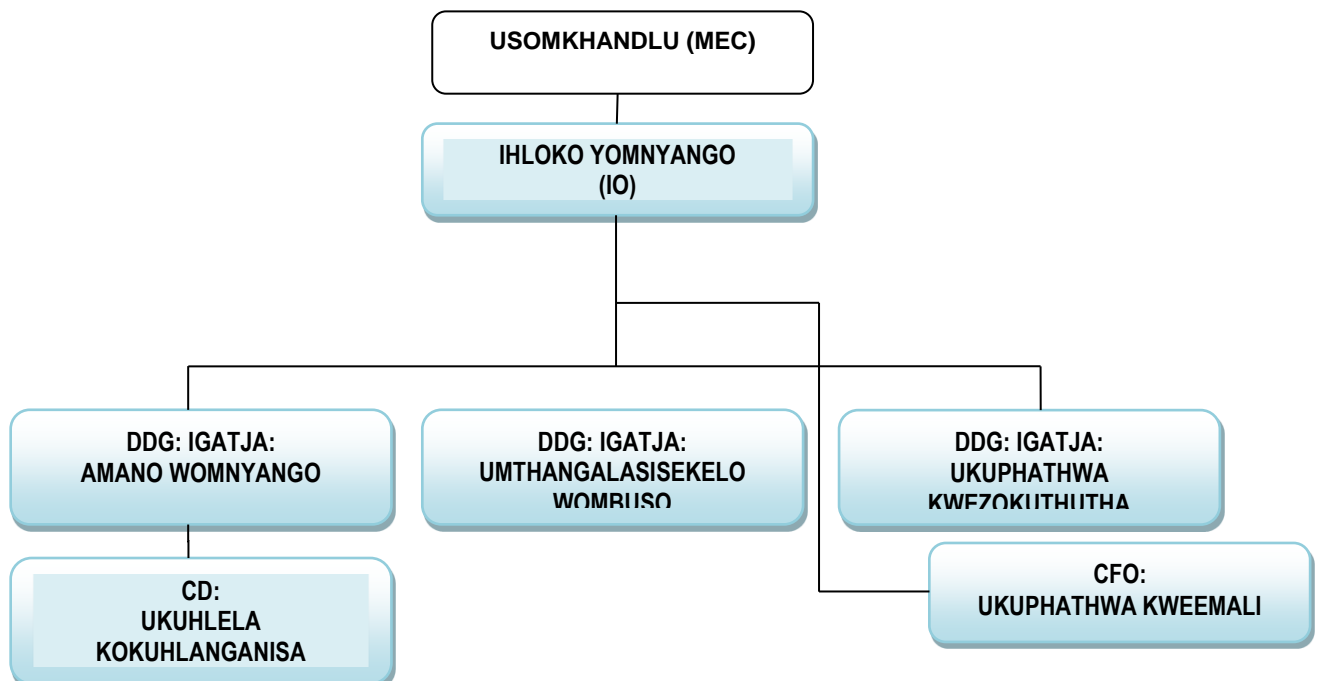 USOMKHANDLU (MEC)
IHLOKO YOMNYANGO
(IO)
DDG: IGATJA:
AMANO WOMNYANGO
DDG: IGATJA:
UMTHANGALASISEKELO
WOMBUSO
DDG: IGATJA:
UKUPHATHWA
KWEZOKUTHUTHA
CD:
UKUHLELA
KOKUHLANGANISA
CFO:
UKUPHATHWA KWEEMALI